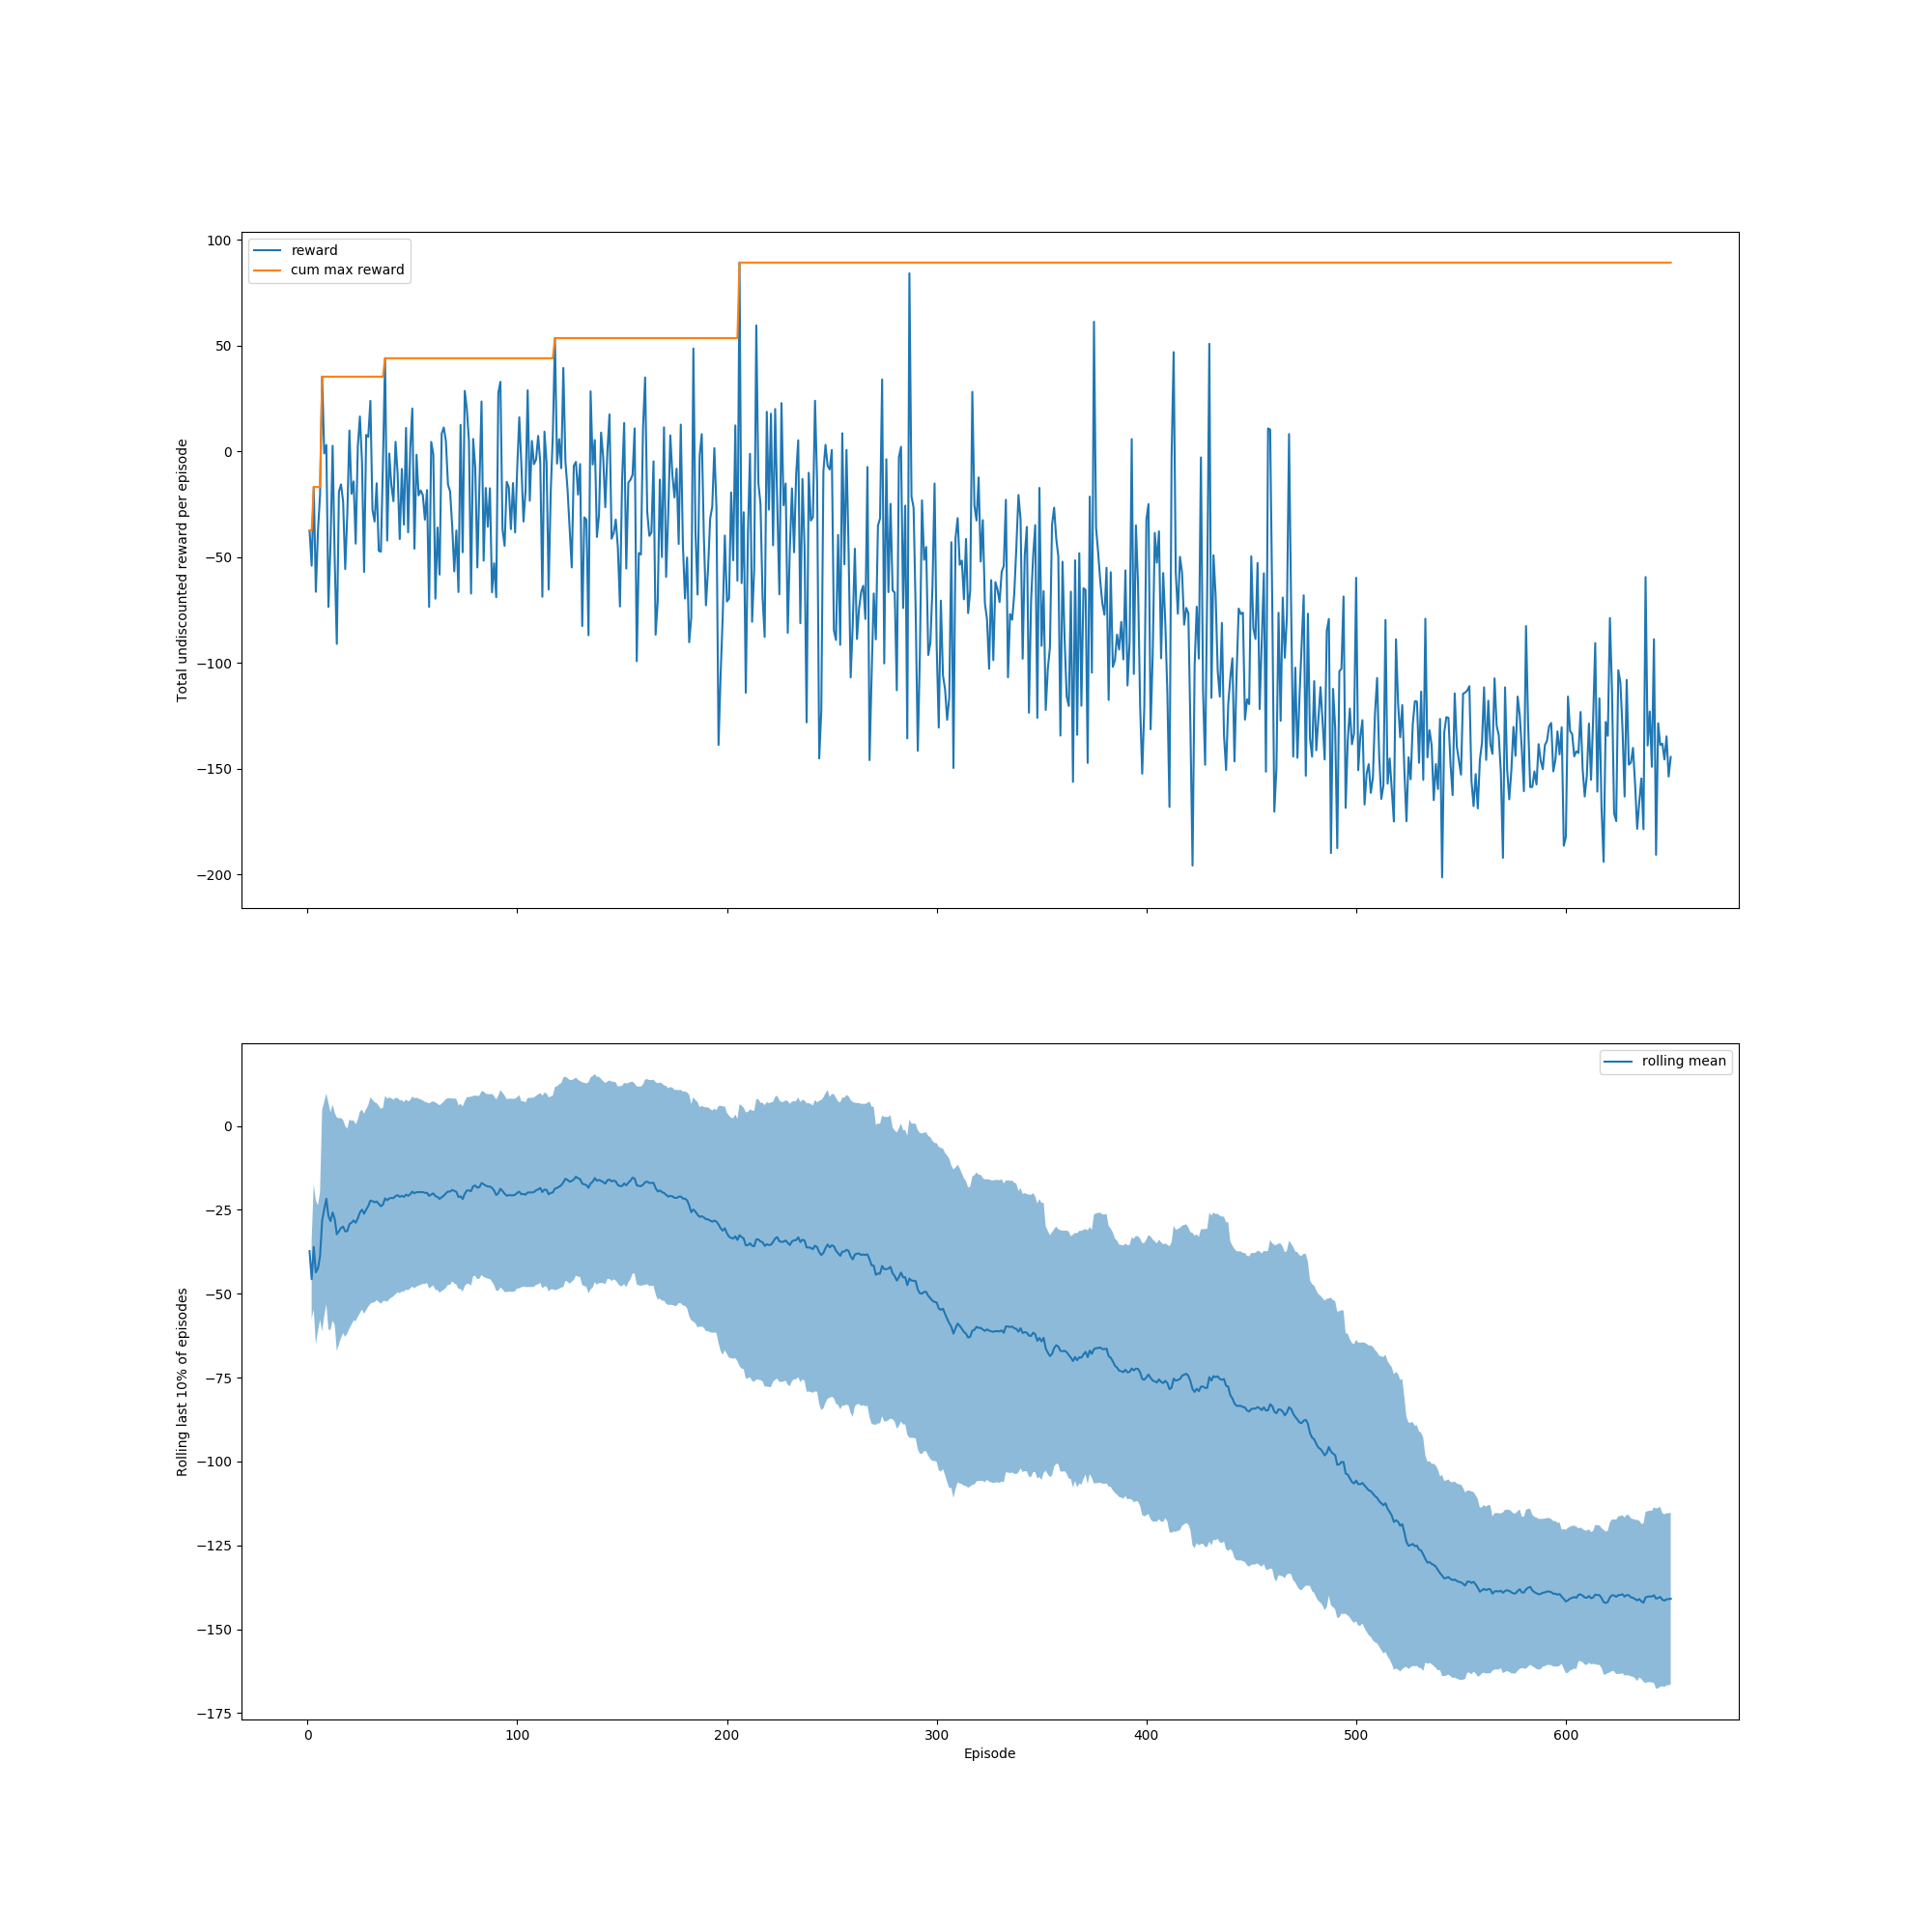 Total undiscounted reward per episode
100
50
0
−50
−100
−150
−200
reward
cum max reward
Rolling last 10% of episodes
0
−25
−50
−75
−100
−125
−150
−175
rolling mean
0 100 200 300 400 500 600
Episode